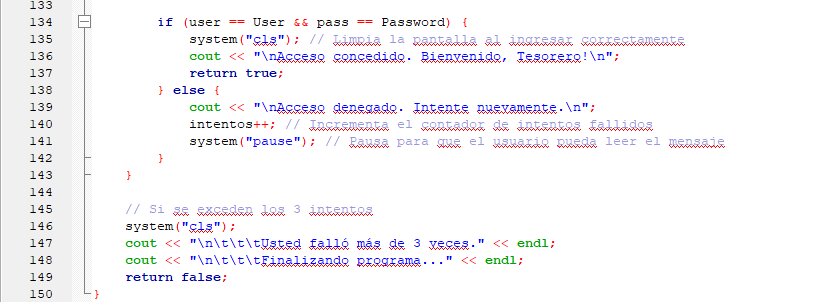 133
134 if (user == User && pass == Password) {
135 system("cls"); // Limpia la pantalla al ingresar correctamente
136 cout << "\nAcceso concedido. Bienvenido, Tesorero!\n";
137 return true;
138 } else {
139 cout << "\nAcceso denegado. Intente nuevamente.\n";
140 intentos++; // Incrementa el contador de intentos fallidos
141 system("pause"); // Pausa para que el usuario pueda leer el mensaje
142 }
143 }
144
145 // Si se exceden los 3 intentos
146 system("cls");
147 cout << "\n\t\t\tUsted falló más de 3 veces." << endl;
148 cout << "\n\t\t\tFinalizando programa..." << endl;
149 return false;
150 }